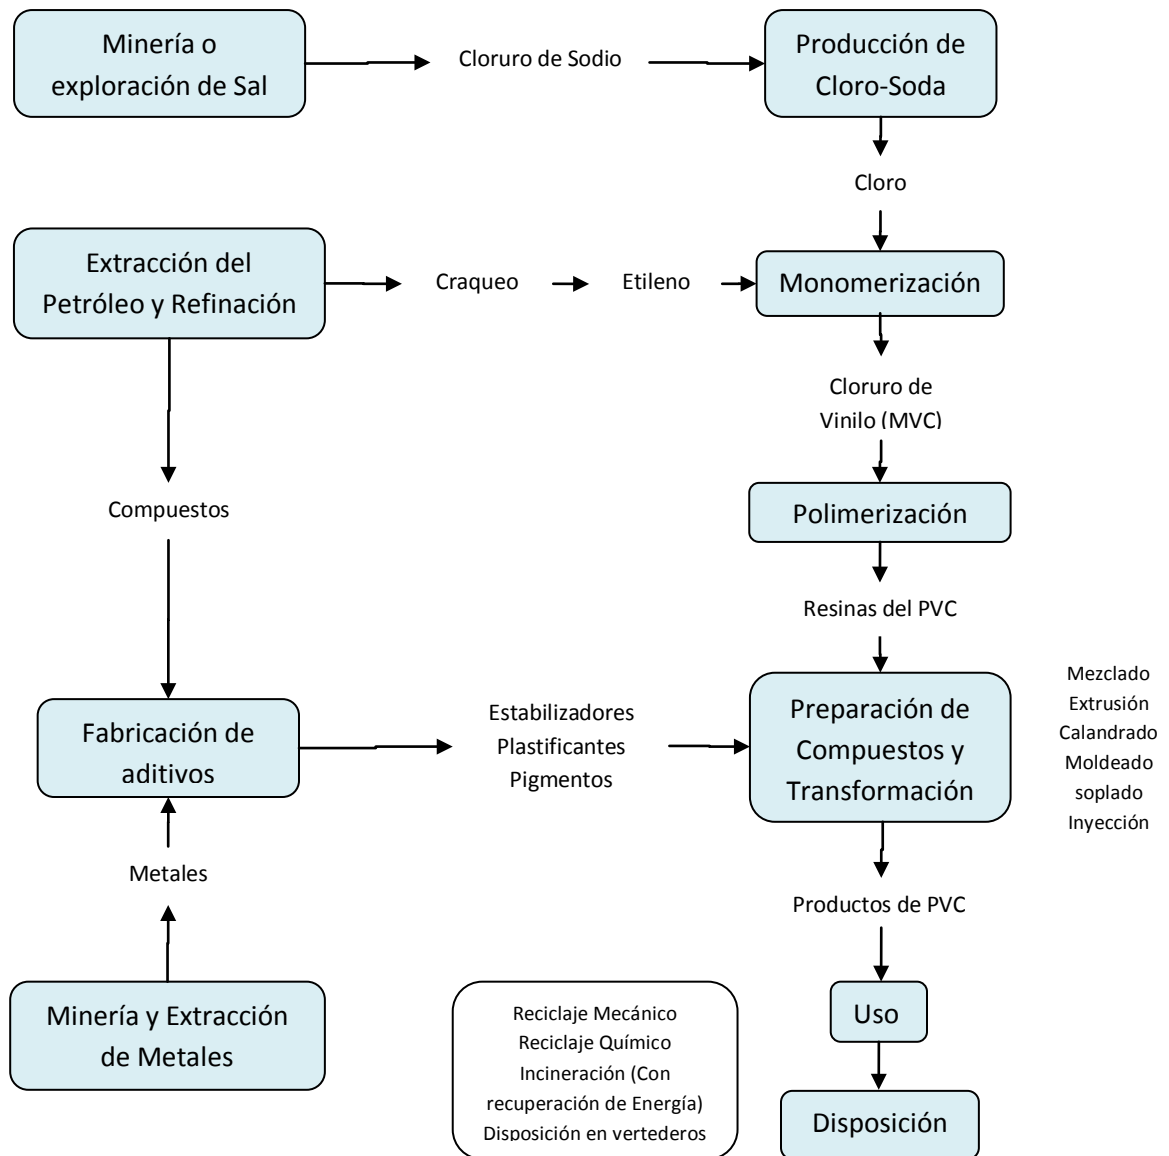 Minería o
exploración de Sal
Cloruro de Sodio
Producción de
Cloro-Soda
Cloro
Extracción del
Petróleo y Refinación
Craqueo
Etileno
Monomerización
Cloruro de
Vinilo (MVC)
Polimerización
Compuestos
Resinas del PVC
Fabricación de
aditivos
Estabilizadores
Plastificantes
Pigmentos
Preparación de
Compuestos y
Transformación
Mezclado
Extrusión
Calandrado
Moldeado
soplado
Inyección
Metales
Productos de PVC
Minería y Extracción
de Metales
Reciclaje Mecánico
Reciclaje Químico
Incineración (Con
recuperación de Energía)
Disposición en vertederos
Uso
Disposición